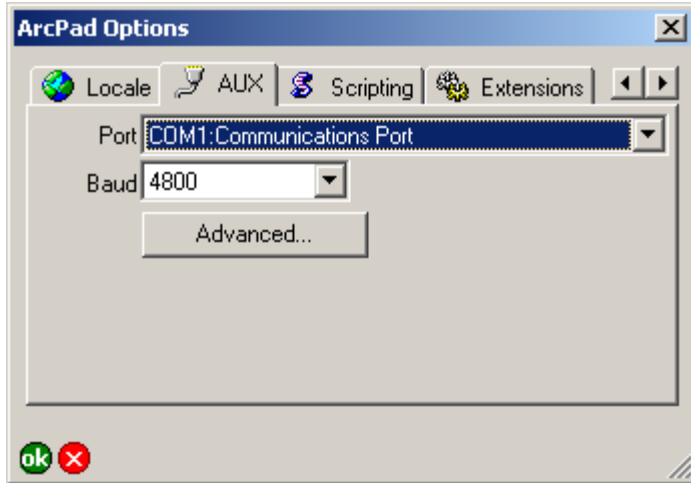 ArcPad Options
Locale AUX Scripting Extensions
Port COM1:Communications Port
Baud 4800
Advanced...
ok